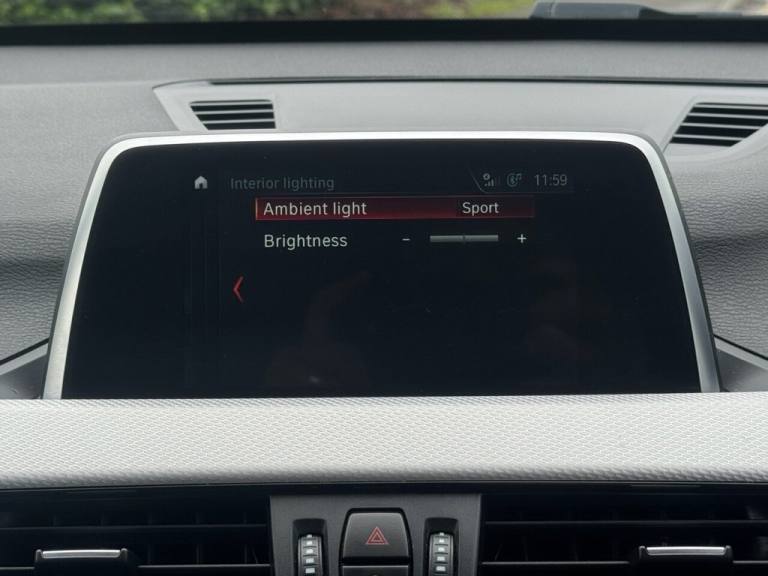 Interior lighting 11:59
Ambient light Sport
Brightness - +